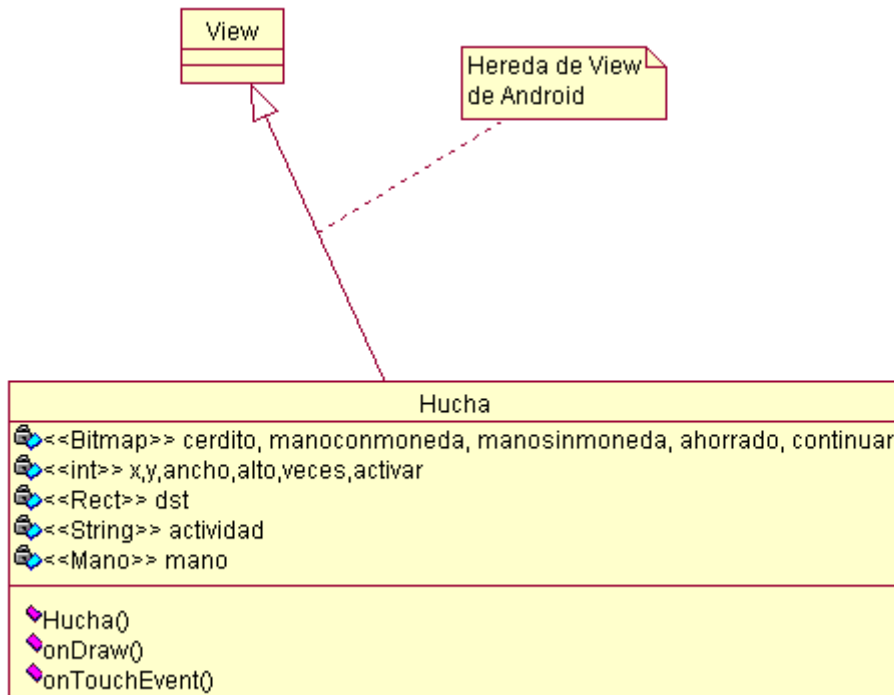 View
Hereda de View
de Android
Hucha
<<Bitmap>> cerdito, manoconmoneda, manosinmoneda, ahorrado, continuar
<<int>> x,y,ancho,alto,veces,activar
<<Rect>> dst
<<String>> actividad
<<Mano>> mano
Hucha()
onDraw()
onTouchEvent()